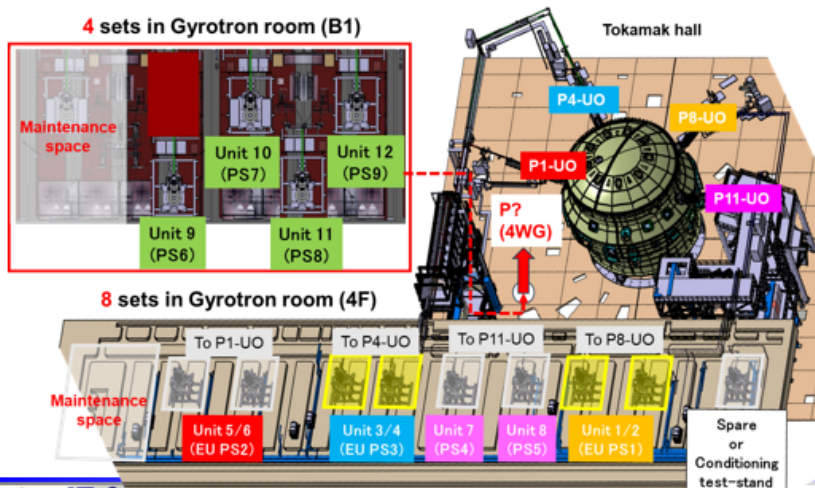 4 sets in Gyrotron room (B1)
Tokamak hall
Maintenance
space
Unit 10
(PS7)
Unit 12
(PS9)
Unit 9
(PS6)
Unit 11
(PS8)
P4-UO
P8-UO
P1-UO
P11-UO
P?
(4WG)
8 sets in Gyrotron room (4F)
To P1-UO
To P4-UO
To P11-UO
To P8-UO
Maintenance
space
Unit 5/6
(EU PS2)
Unit 3/4
(EU PS3)
Unit 7
(PS4)
Unit 8
(PS5)
Unit 1/2
(EU PS1)
Spare
or
Conditioning
test-stand